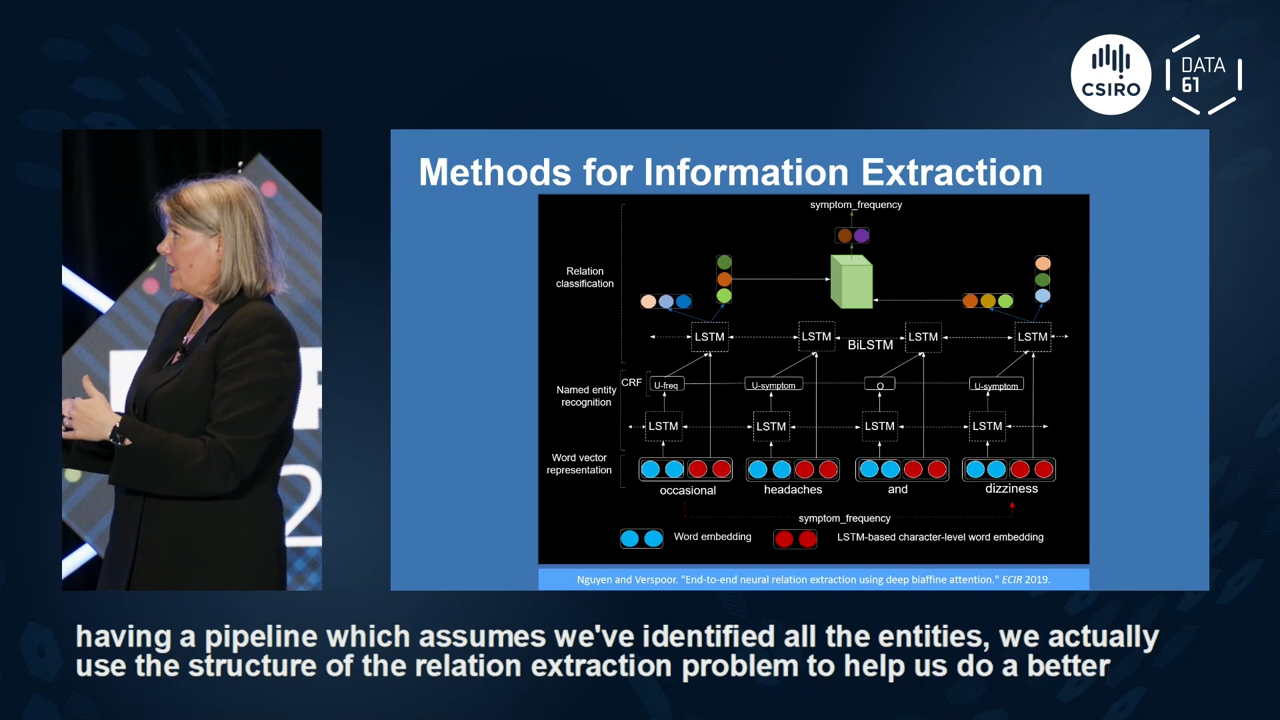 CSIRO
DATA
61
Methods for Information Extraction
symptom_frequency
Relation
classification
LSTM
LSTM
BiLSTM
LSTM
LSTM
Named entity
recognition
CRF
U-freq
U-symptom
O
U-symptom
LSTM
LSTM
LSTM
LSTM
Word vector
representation
occasional
headaches
and
dizziness
symptom_frequency
Word embedding
LSTM-based character-level word embedding
Nguyen and Verspoor. "End-to-end neural relation extraction using deep biaffine attention." ECIR 2019.
2
having a pipeline which assumes we've identified all the entities, we actually
use the structure of the relation extraction problem to help us do a better